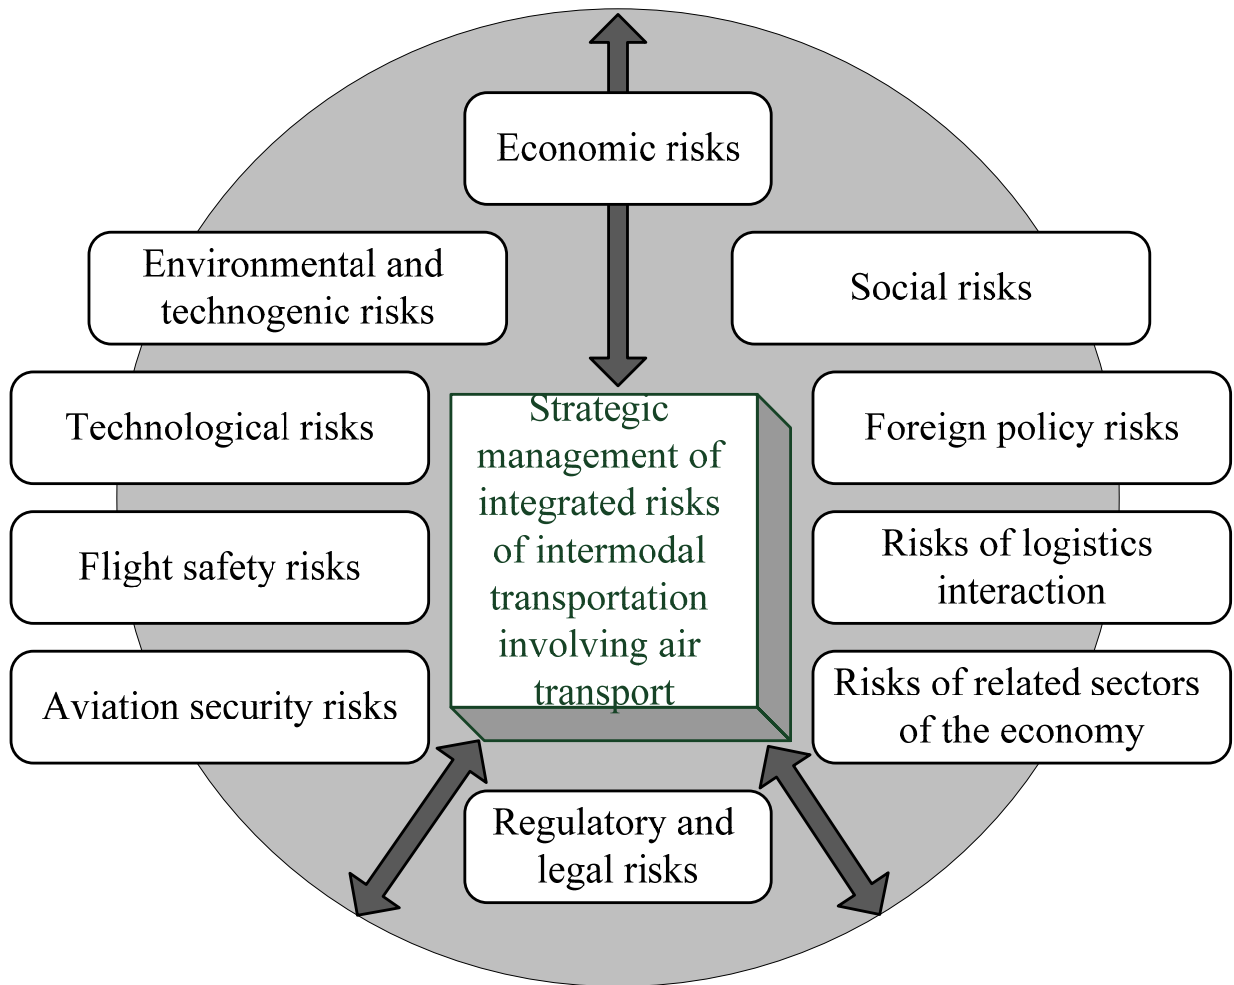 Economic risks
Environmental and
technogenic risks
Social risks
Technological risks
Foreign policy risks
Strategic
management of
integrated risks
of intermodal
transportation
involving air
transport
Flight safety risks
Risks of logistics
interaction
Aviation security risks
Risks of related sectors
of the economy
Regulatory and
legal risks